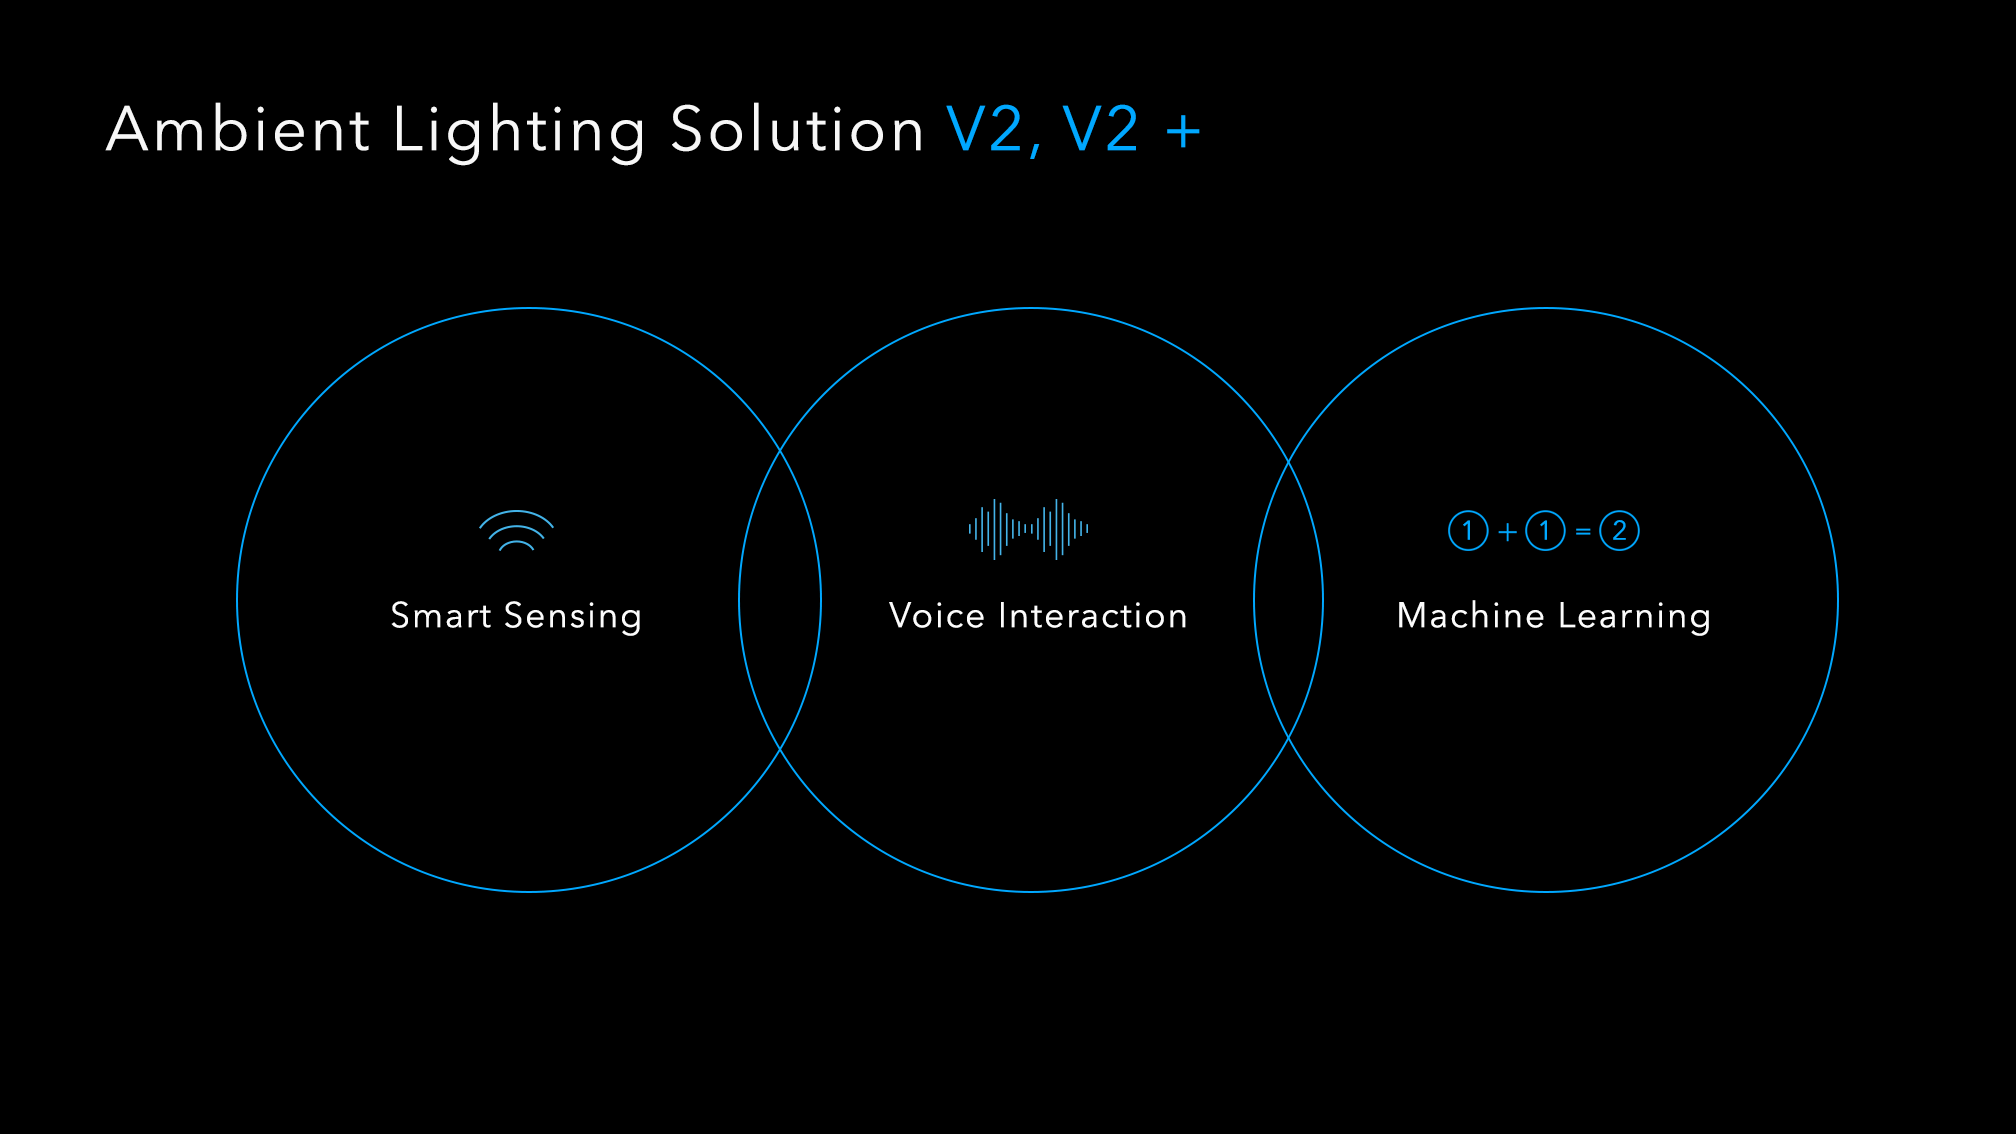 Ambient Lighting Solution V2, V2 +
1 + 1 = 2
Smart Sensing
Voice Interaction
Machine Learning